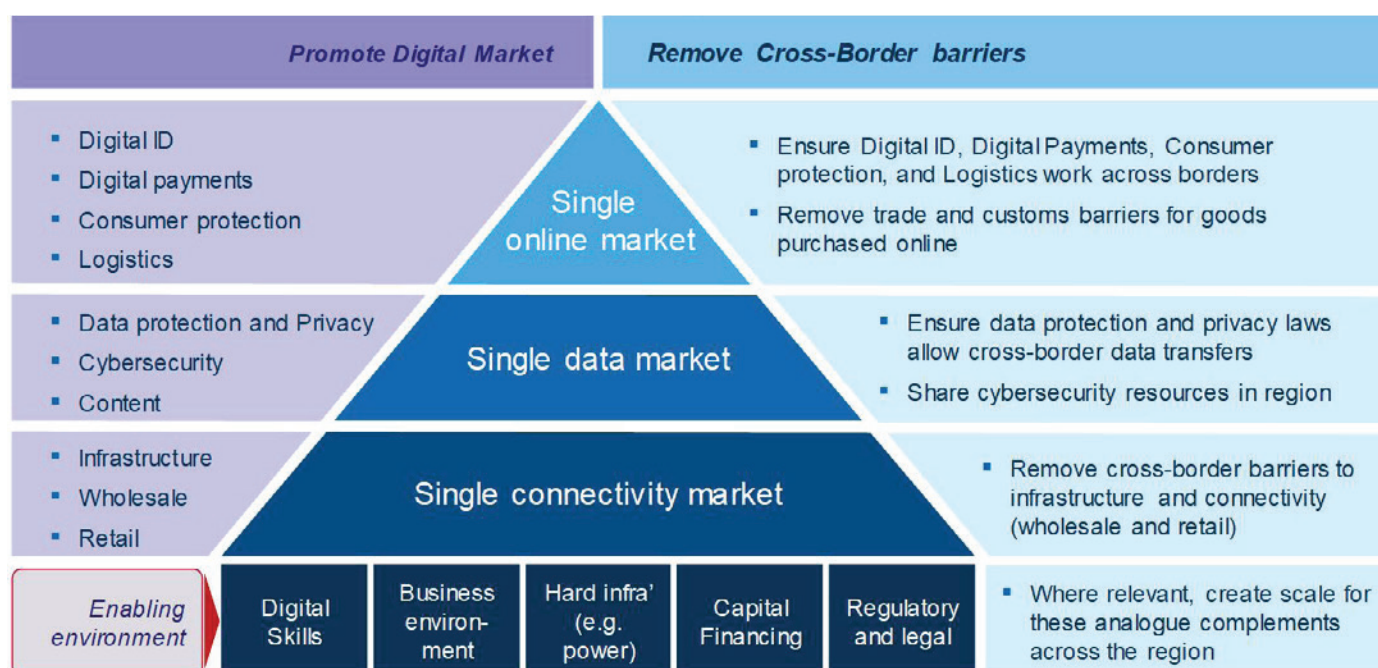 Promote Digital Market
Remove Cross-Border barriers
▪ Digital ID
▪ Digital payments
▪ Consumer protection
▪ Logistics
Single
online market
▪ Ensure Digital ID, Digital Payments, Consumer
protection, and Logistics work across borders
▪ Remove trade and customs barriers for goods
purchased online
▪ Data protection and Privacy
▪ Cybersecurity
▪ Content
Single data market
▪ Ensure data protection and privacy laws
allow cross-border data transfers
▪ Share cybersecurity resources in region
▪ Infrastructure
▪ Wholesale
▪ Retail
Single connectivity market
▪ Remove cross-border barriers to
infrastructure and connectivity
(wholesale and retail)
Enabling
environment
Digital
Skills
Business
environ-
ment
Hard infra’
(e.g.
power)
Capital
Financing
Regulatory
and legal
▪ Where relevant, create scale for
these analogue complements
across the region